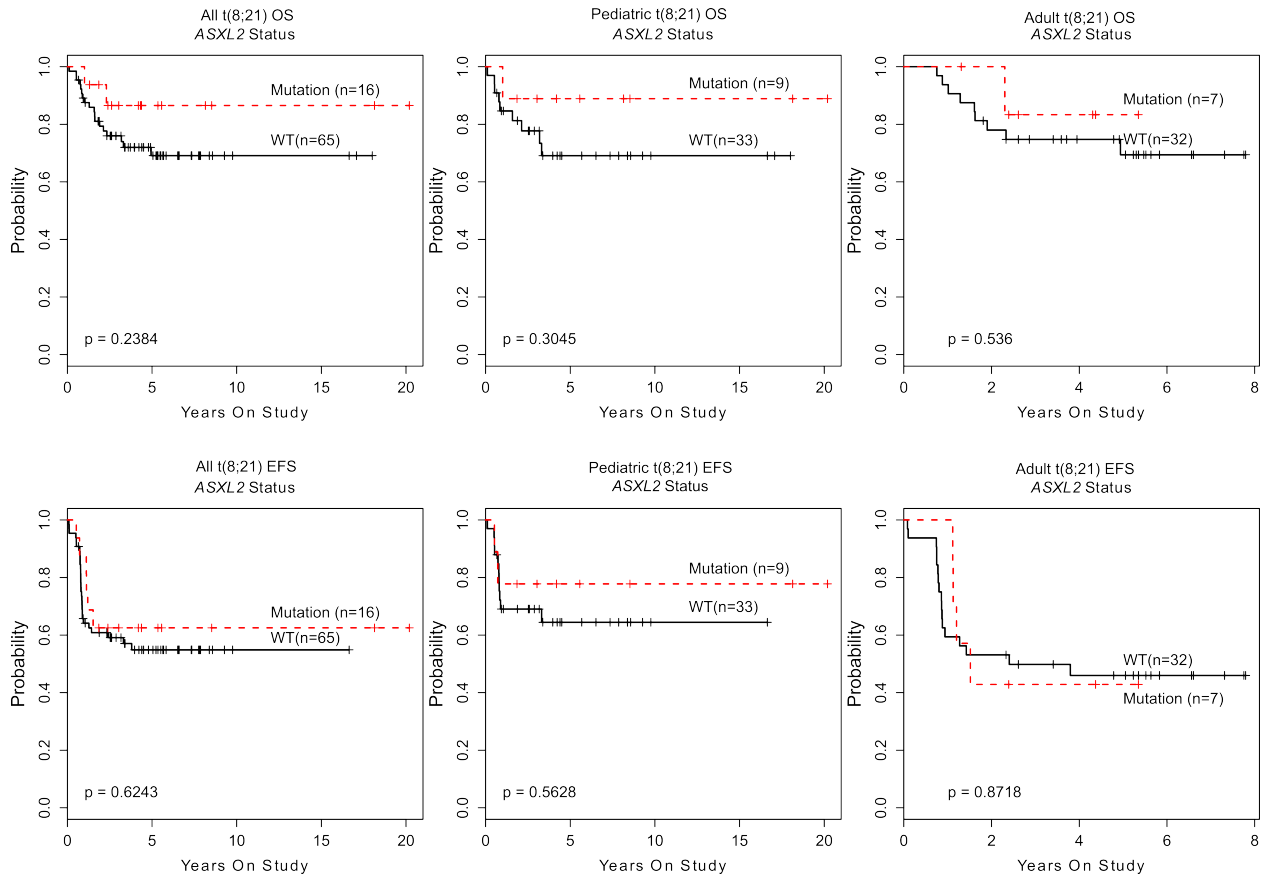 All t(8;21) OS
ASXL2 Status
Probability
1.0
0.8
0.6
0.4
0.2
0.0
Mutation (n=16)
WT(n=65)
p = 0.2384
0 5 10 15 20
Years On Study
Pediatric t(8;21) OS
ASXL2 Status
Probability
1.0
0.8
0.6
0.4
0.2
0.0
Mutation (n=9)
WT(n=33)
p = 0.3045
0 5 10 15 20
Years On Study
Adult t(8;21) OS
ASXL2 Status
Probability
1.0
0.8
0.6
0.4
0.2
0.0
Mutation (n=7)
WT(n=32)
p = 0.536
0 2 4 6 8
Years On Study
All t(8;21) EFS
ASXL2 Status
Probability
1.0
0.8
0.6
0.4
0.2
0.0
Mutation (n=16)
WT(n=65)
p = 0.6243
0 5 10 15 20
Years On Study
Pediatric t(8;21) EFS
ASXL2 Status
Probability
1.0
0.8
0.6
0.4
0.2
0.0
Mutation (n=9)
WT(n=33)
p = 0.5628
0 5 10 15 20
Years On Study
Adult t(8;21) EFS
ASXL2 Status
Probability
1.0
0.8
0.6
0.4
0.2
0.0
WT(n=32)
Mutation (n=7)
p = 0.8718
0 2 4 6 8
Years On Study